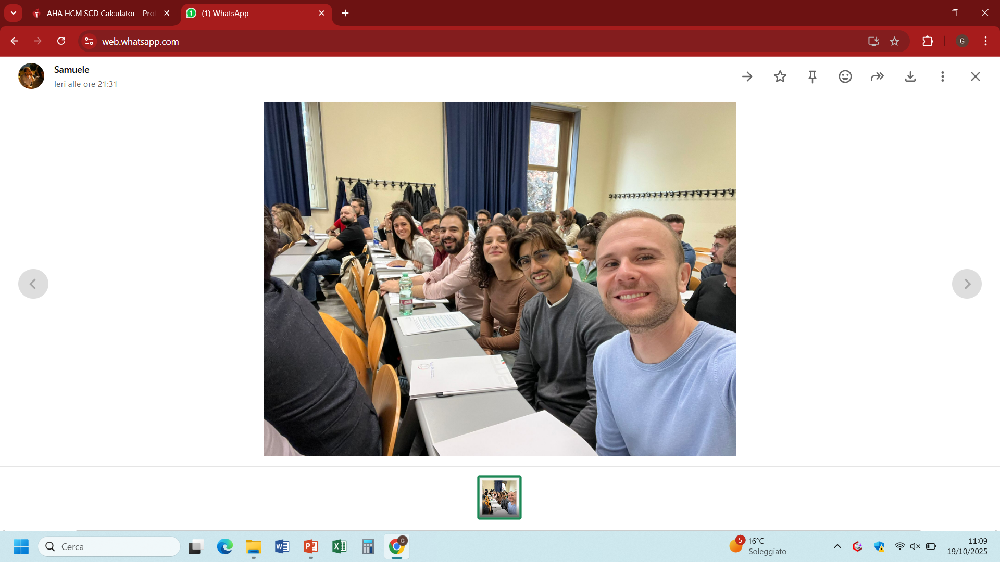 AHA HCM SCD Calculator - Pro
(1) WhatsApp
web.whatsapp.com
G
Samuele
Ieri alle ore 21:31
Cerca
G
5
16°C
Soleggiato
11:09
19/10/2025